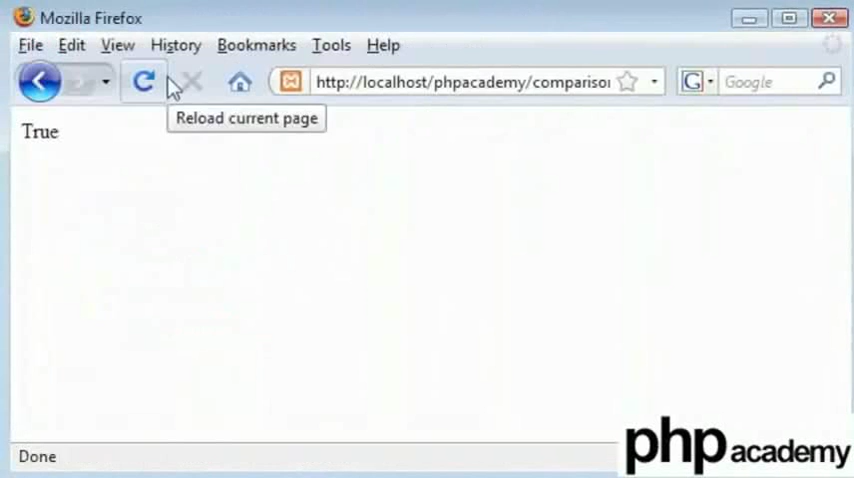 Mozilla Firefox
File Edit View History Bookmarks Tools Help
http://localhost/phpacademy/comparison Google
Reload current page
True
Done
php academy